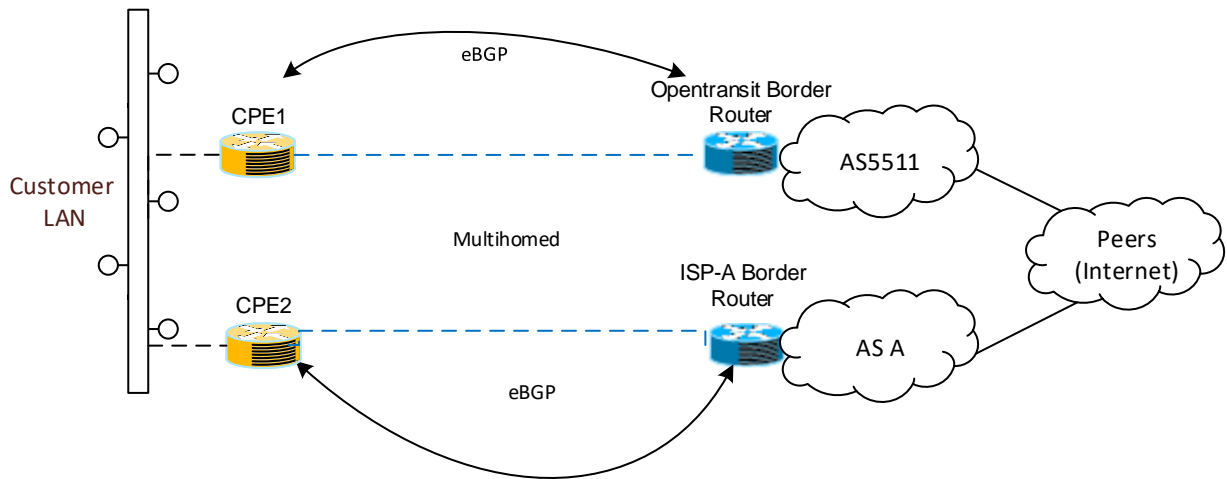 eBGP
Opentransit Border
Router
CPE1
AS5511
Customer
LAN
Multihomed
Peers
(Internet)
ISP-A Border
Router
CPE2
AS A
eBGP